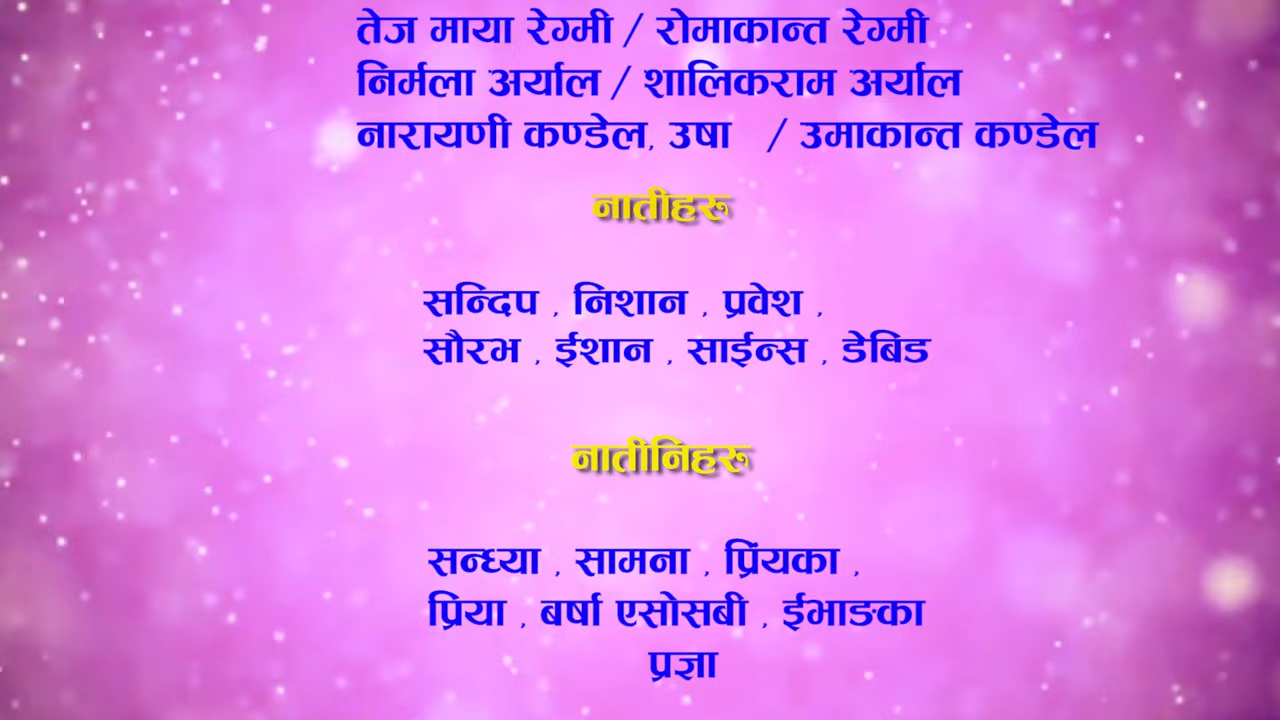 तेज माया रेग्मी / रोमाकान्त रेग्मी
निर्मला अर्याल / शालिकराम अर्याल
नारायणी कण्डेल, उषा / उमाकान्त कण्डेल
नातीहरू
सन्दिप , निशान , प्रवेश ,
सौरभ , ईशान , साईन्स , डेबिड
नातीनिहरू
सन्ध्या , सामना , प्रिंयका ,
प्रिया , बर्षा एसोसबी , ईभाङका
प्रज्ञा